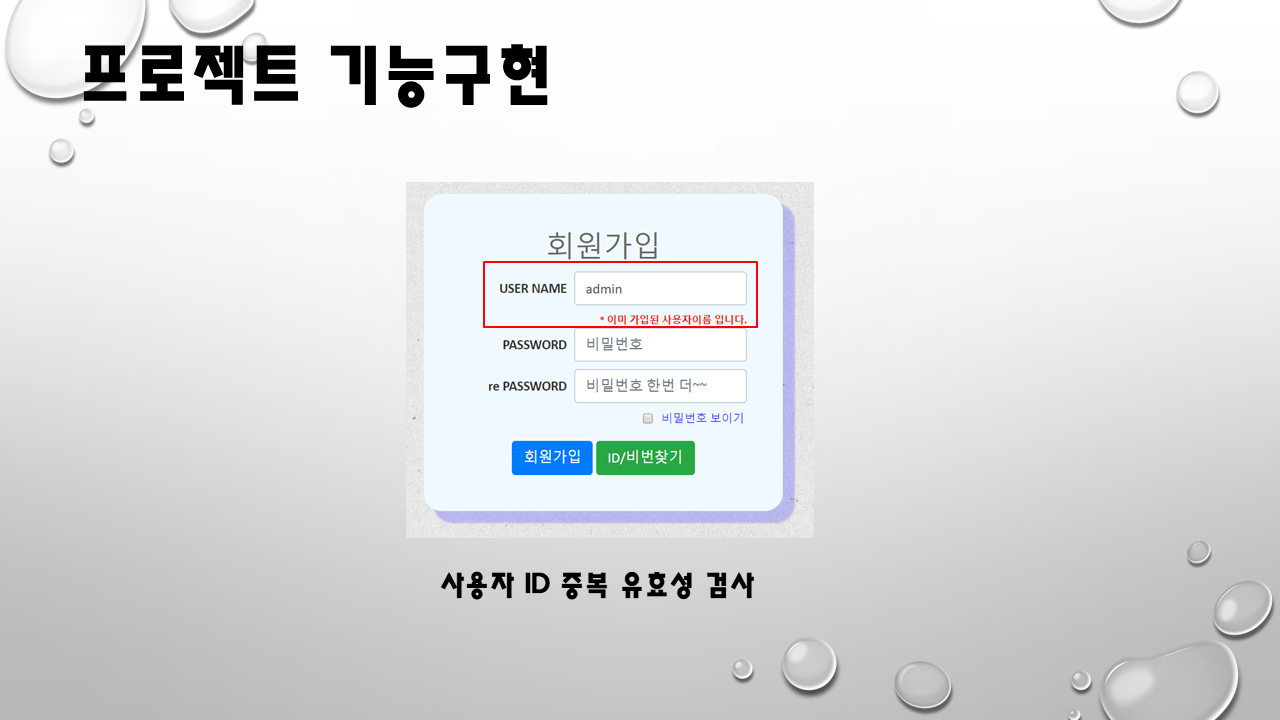 프로젝트 기능구현
회원가입
USER NAME admin
* 이미 가입된 사용자이름 입니다.
PASSWORD 비밀번호
re PASSWORD 비밀번호 한번 더~~
비밀번호 보이기
회원가입 ID/비번찾기
사용자 ID 중복 유효성 검사